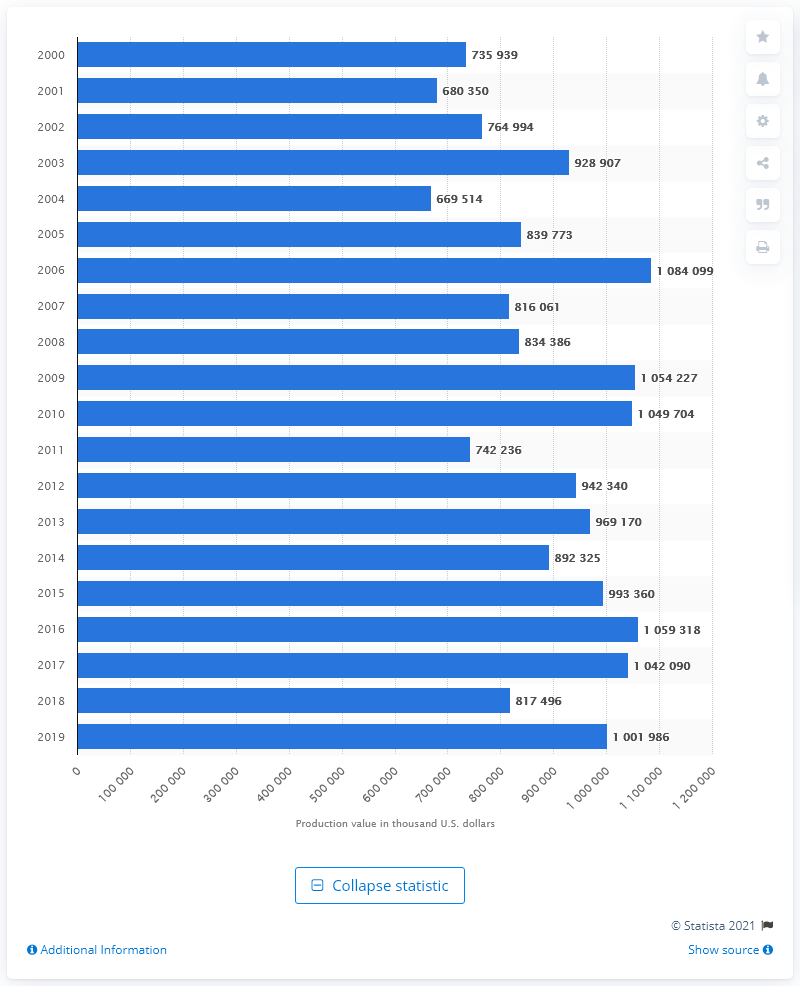 2000 735 939
2001 680 350
2002 764 994
2003 928 907
2004 669 514
2005 839 773
2006 1 084 099
2007 816 061
2008 834 386
2009 1 054 227
2010 1 049 704
2011 742 236
2012 942 340
2013 969 170
2014 892 325
2015 993 360
2016 1 059 318
2017 1 042 090
2018 817 496
2019 1 001 986
0 100 000 200 000 300 000 400 000 500 000 600 000 700 000 800 000 900 000 1 000 000 1 100 000 1 200 000
Production value in thousand U.S. dollars
Collapse statistic
© Statista 2021
Additional Information Show source